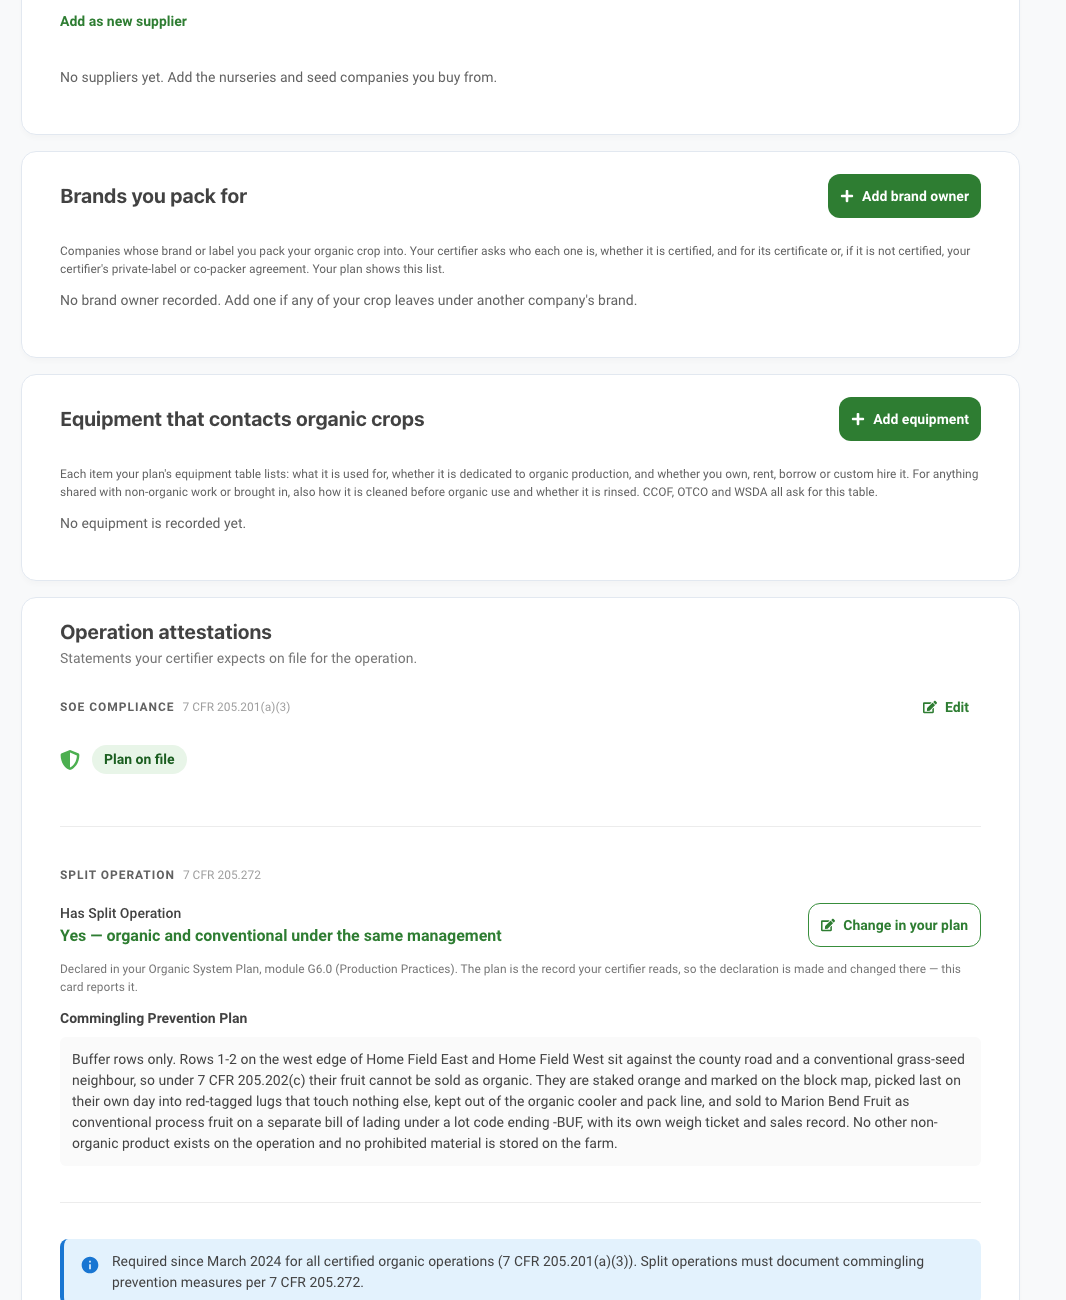 Add as new supplier
No suppliers yet. Add the nurseries and seed companies you buy from.
Brands you pack for
Add brand owner
Companies whose brand or label you pack your organic crop into. Your certifier asks who each one is, whether it is certified, and for its certificate or, if it is not certified, your
certifier's private-label or co-packer agreement. Your plan shows this list.
No brand owner recorded. Add one if any of your crop leaves under another company's brand.
Equipment that contacts organic crops
Add equipment
Each item your plan's equipment table lists: what it is used for, whether it is dedicated to organic production, and whether you own, rent, borrow or custom hire it. For anything
shared with non-organic work or brought in, also how it is cleaned before organic use and whether it is rinsed. CCOF, OTCO and WSDA all ask for this table.
No equipment is recorded yet.
Operation attestations
Statements your certifier expects on file for the operation.
SOE COMPLIANCE 7 CFR 205.201(a)(3)
Edit
Plan on file
SPLIT OPERATION 7 CFR 205.272
Has Split Operation
Yes — organic and conventional under the same management
Change in your plan
Declared in your Organic System Plan, module G6.0 (Production Practices). The plan is the record your certifier reads, so the declaration is made and changed there — this
card reports it.
Commingling Prevention Plan
Buffer rows only. Rows 1-2 on the west edge of Home Field East and Home Field West sit against the county road and a conventional grass-seed
neighbour, so under 7 CFR 205.202(c) their fruit cannot be sold as organic. They are staked orange and marked on the block map, picked last on
their own day into red-tagged lugs that touch nothing else, kept out of the organic cooler and pack line, and sold to Marion Bend Fruit as
conventional process fruit on a separate bill of lading under a lot code ending -BUF, with its own weigh ticket and sales record. No other non-
organic product exists on the operation and no prohibited material is stored on the farm.
Required since March 2024 for all certified organic operations (7 CFR 205.201(a)(3)). Split operations must document commingling
prevention measures per 7 CFR 205.272.